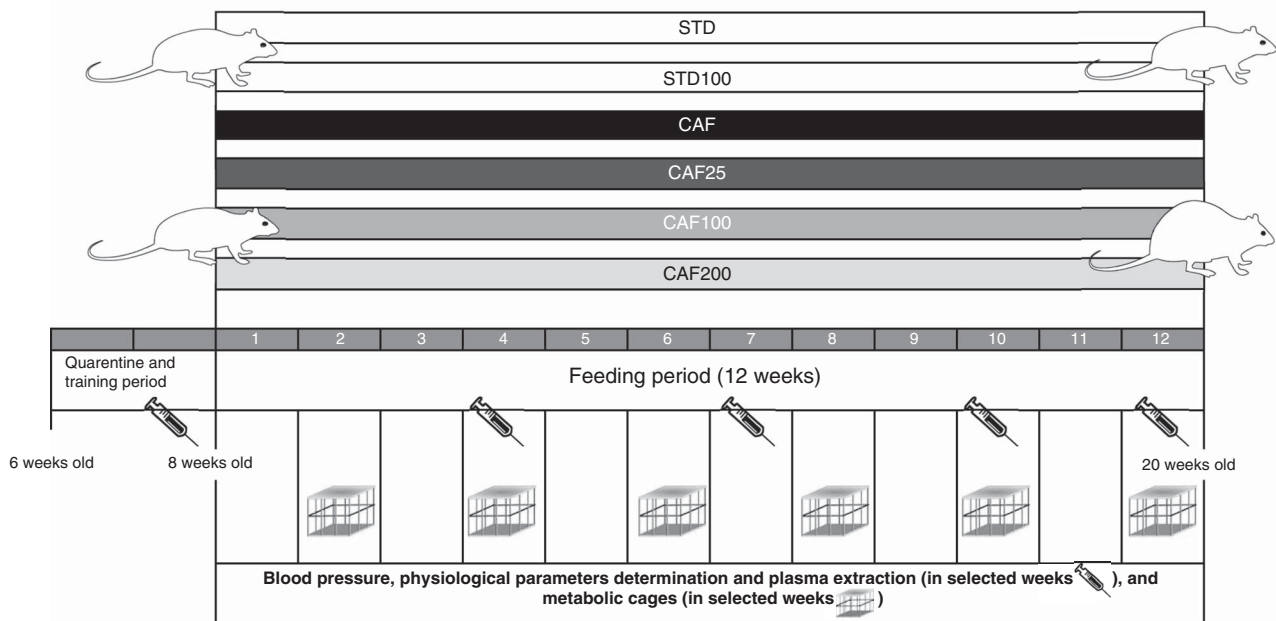 STD
STD100
CAF
CAF25
CAF100
CAF200
1 2 3 4 5 6 7 8 9 10 11 12
Quarentine and
training period
Feeding period (12 weeks)
6 weeks old
8 weeks old
20 weeks old
Blood pressure, physiological parameters determination and plasma extraction (in selected weeks ), and
metabolic cages (in selected weeks )